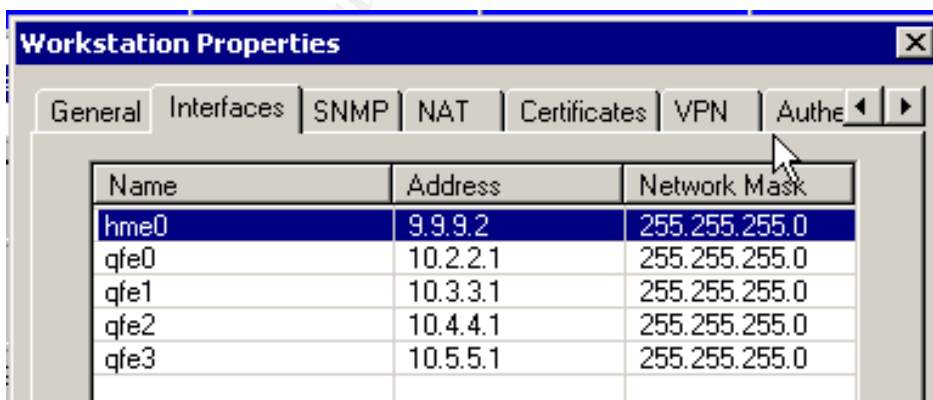 Workstation Properties
General Interfaces SNMP NAT Certificates VPN
Name Address Network Mask
hme0 9.9.9.2 255.255.255.0
qfe0 10.2.2.1 255.255.255.0
qfe1 10.3.3.1 255.255.255.0
qfe2 10.4.4.1 255.255.255.0
qfe3 10.5.5.1 255.255.255.0